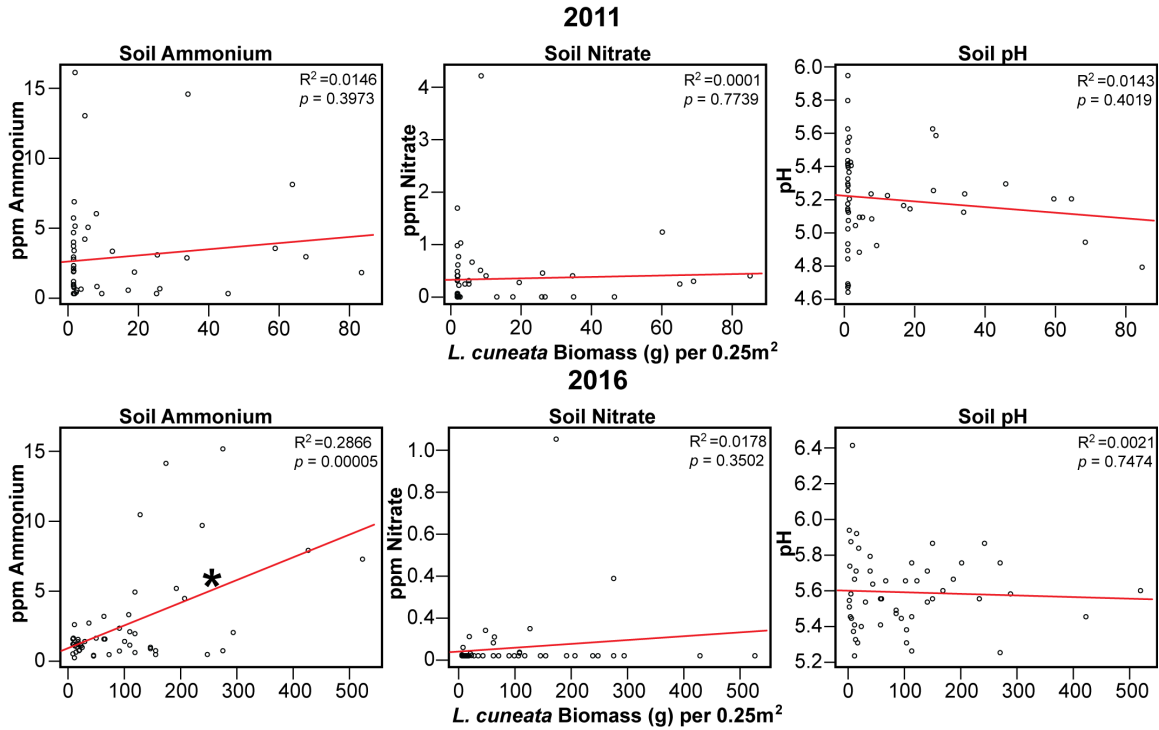 2011
Soil Ammonium
R²=0.0146
p = 0.3973
ppm Ammonium
15
10
5
0
0 20 40 60 80
Soil Nitrate
R²=0.0001
p = 0.7739
ppm Nitrate
4
3
2
1
0
0 20 40 60 80
Soil pH
R²=0.0143
p = 0.4019
pH
6.0
5.8
5.6
5.4
5.2
5.0
4.8
4.6
0 20 40 60 80
L. cuneata Biomass (g) per 0.25m²
2016
Soil Ammonium
R²=0.2866
p = 0.00005
ppm Ammonium
15
10
5
0
*
0 100 200 300 400 500
Soil Nitrate
R²=0.0178
p = 0.3502
ppm Nitrate
1.0
0.8
0.6
0.4
0.4
0
0 100 200 300 400 500
Soil pH
R²=0.0021
p = 0.7474
pH
6.4
6.2
6.0
5.8
5.6
5.4
5.2
0 100 200 300 400 500
L. cuneata Biomass (g) per 0.25m²